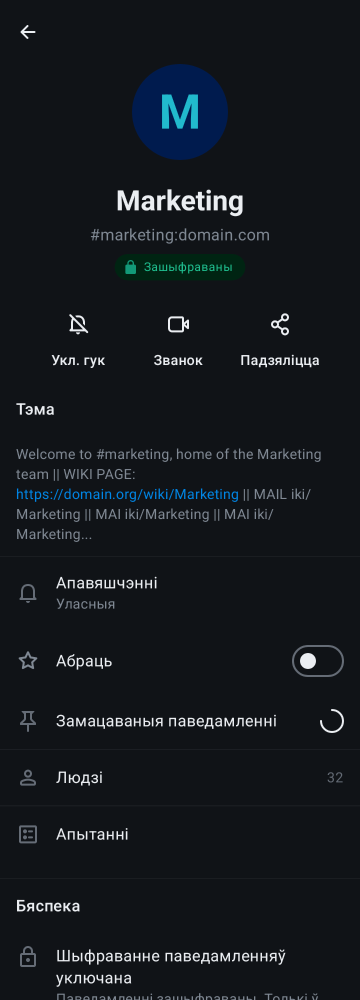 M
Marketing
#marketing:domain.com
Зашыфраваны
Укл. гук
Званок
Падзяліцца
Тэма
Welcome to #marketing, home of the Marketing
team || WIKI PAGE:
https://domain.org/wiki/Marketing || MAIL iki/
Marketing || MAI iki/Marketing || MAI iki/
Marketing...
Апавяшчэнні
Уласныя
Абраць
Замацаваныя паведамленні
Людзі 32
Апытанні
Бяспека
Шыфраванне паведамленняў
уключана
Паведамленні зашыфраваны. Толькі ў